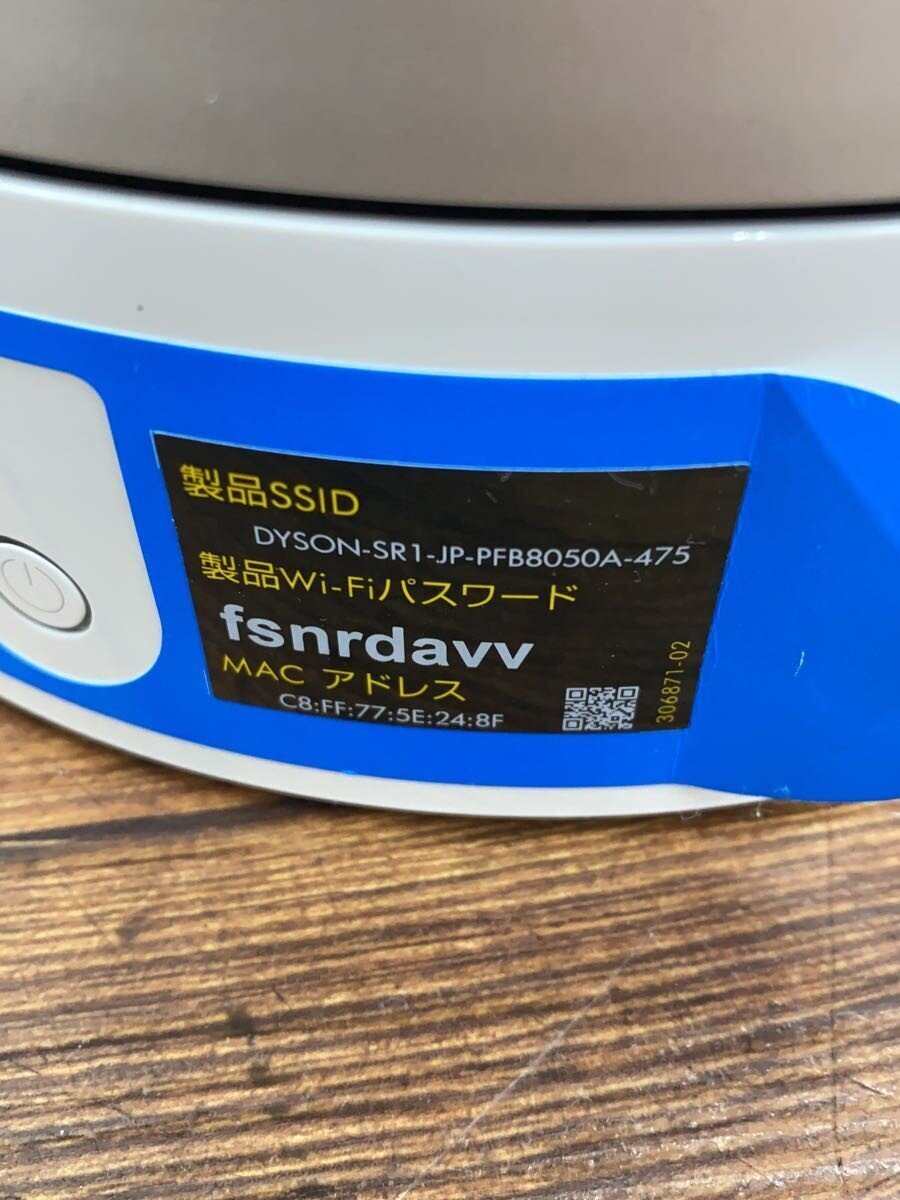 製品SSID
DYSON-SR1-JP-PFB8050A-475
製品Wi-Fiパスワード
fsnrdavv
MAC アドレス
C8:FF:77:5E:24:8F
306871-02